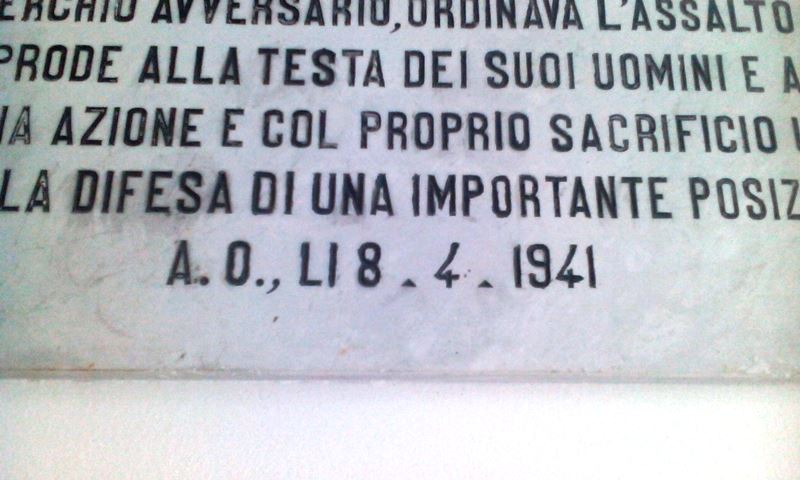 AVVERSARIO, ORDINAVA L'ASSALTO
PRODE ALLA TESTA DEI SUOI UOMINI E
AZIONE E COL PROPRIO SACRIFICIO
LA DIFESA DI UNA IMPORTANTE POSIZ
A. O., LI 8 . 4 . 1941